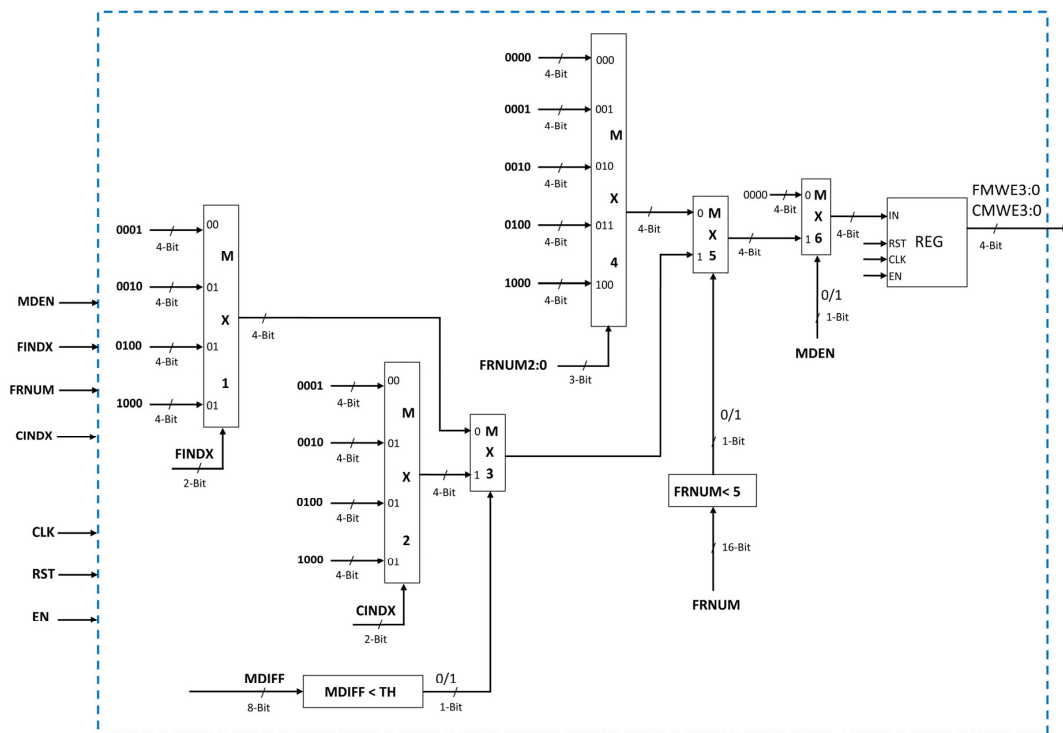 0000
4-Bit
000
0001
4-Bit
001
M
0010
4-Bit
010
X
0100
4-Bit
011
4
1000
4-Bit
100
4-Bit
FRNUM2:0
3-Bit
0 M
X
1 5
4-Bit
0000
4-Bit
0 M
X
1 6
4-Bit
0/1
1-Bit
MDEN
IN
RST
CLK
EN
REG
FMWE3:0
CMWE3:0
4-Bit
0001
4-Bit
00
M
0010
4-Bit
01
X
0100
4-Bit
01
1
1000
4-Bit
01
4-Bit
FINDX
2-Bit
MDEN
FINDX
FRNUM
CINDX
CLK
RST
EN
0001
4-Bit
00
M
0010
4-Bit
01
X
0100
4-Bit
01
2
1000
4-Bit
01
4-Bit
CINDX
2-Bit
0 M
X
1 3
0/1
1-Bit
FRNUM< 5
16-Bit
FRNUM
MDIFF
8-Bit
MDIFF < TH
0/1
1-Bit